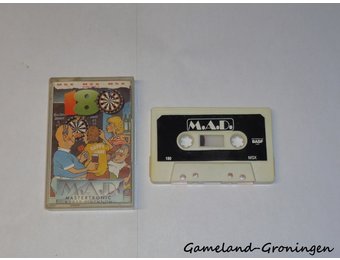 MSX MSX MSX
180
M.A.D.
MASTERTRONIC
M.A.D.
BASF
180 MSX
Gameland-Groningen